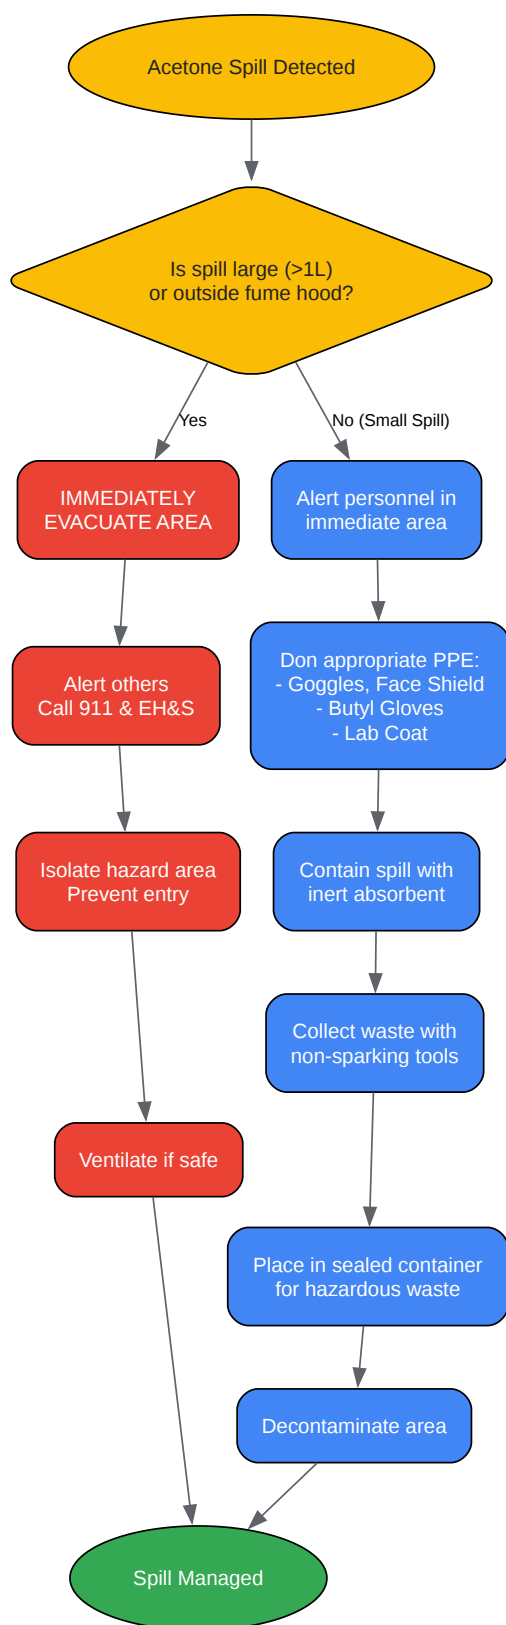 Acetone Spill Detected
Is spill large (>1L)
or outside fume hood?
Yes
No (Small Spill)
IMMEDIATELY
EVACUATE AREA
Alert personnel in
immediate area
Alert others
Call 911 & EH&S
Don appropriate PPE:
- Goggles, Face Shield
- Butyl Gloves
- Lab Coat
Isolate hazard area
Prevent entry
Contain spill with
inert absorbent
Collect waste with
non-sparking tools
Ventilate if safe
Place in sealed container
for hazardous waste
Decontaminate area
Spill Managed